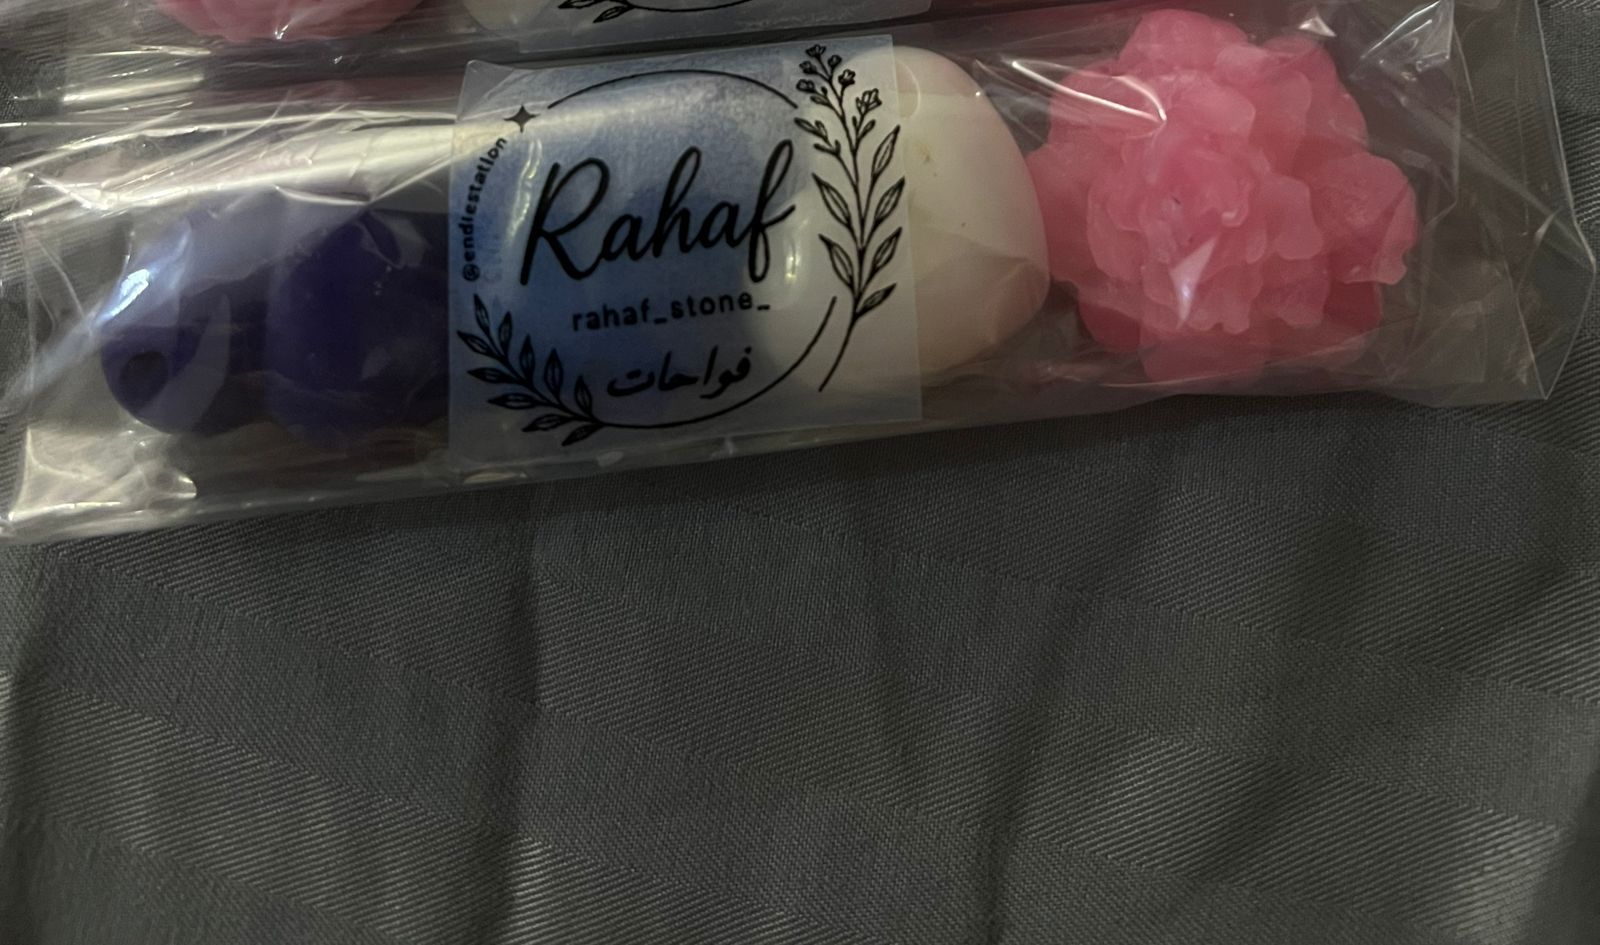 @endlestation
Rahaf
rahaf_stone_
فواحات